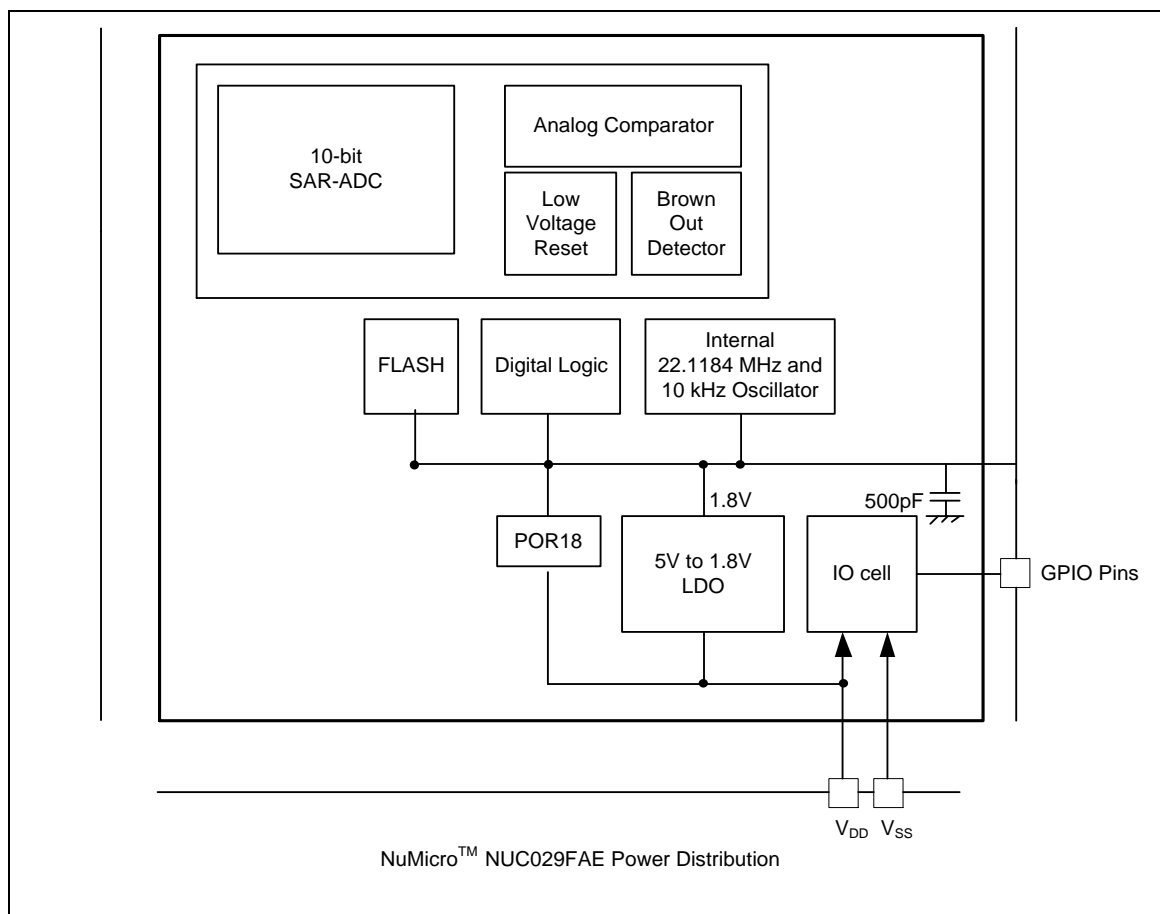 10-bit
SAR-ADC
Analog Comparator
Low
Voltage
Reset
Brown
Out
Detector
FLASH
Digital Logic
Internal
22.1184 MHz and
10 kHz Oscillator
1.8V
500pF
POR18
5V to 1.8V
LDO
IO cell
GPIO Pins
VDD
VSS
NuMicro™ NUC029FAE Power Distribution